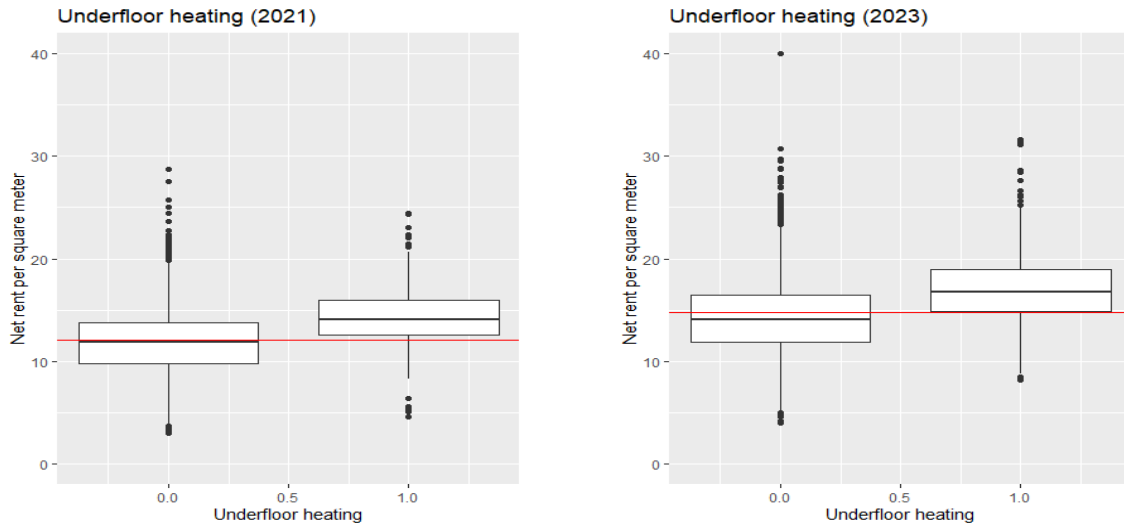 Underfloor heating (2021)
Net rent per square meter
40
30
20
10
0
0.0 0.5 1.0
Underfloor heating
Underfloor heating (2023)
Net rent per square meter
40
30
20
10
0
0.0 0.5 1.0
Underfloor heating